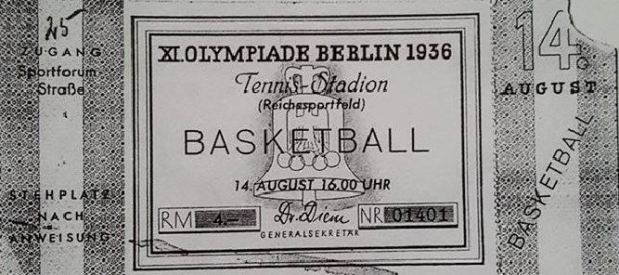 25
ZUGANG
Sportforum-
Straße
STEHPLATZ
NACH
ANWEISUNG
XI.OLYMPIADE BERLIN 1936
Tennis-Stadion
(Reichssportfeld)
BASKETBALL
14.AUGUST 16.00 UHR
RM 4.- Dr. Diem NR 01401
GENERALSEKRETÄR
14.
AUGUST
BASKETBALL